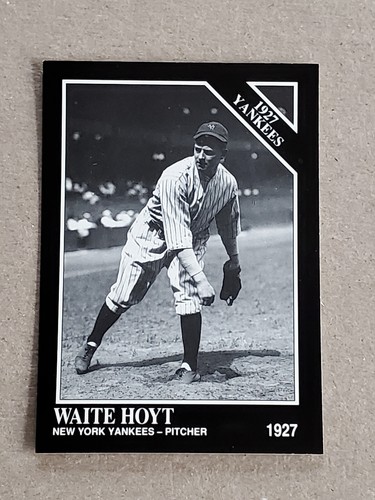 1927
YANKEES
WAITE HOYT
NEW YORK YANKEES – PITCHER
1927